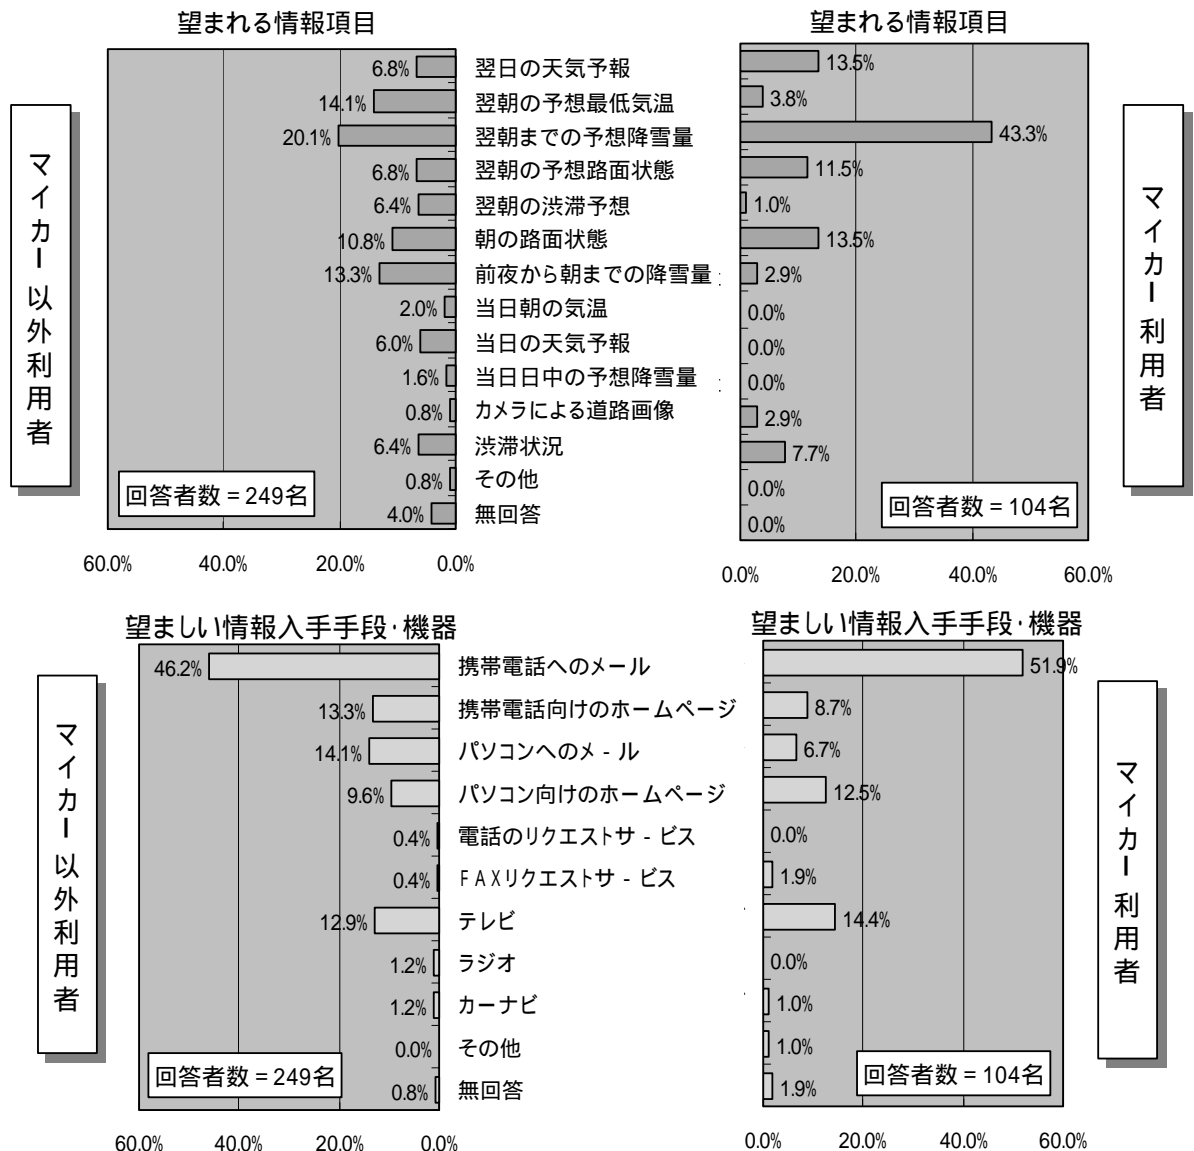 望まれる情報項目
マイカー以外利用者
6.8% 翌日の天気予報
14.1% 翌朝の予想最低気温
20.1% 翌朝までの予想降雪量
6.8% 翌朝の予想路面状態
6.4% 翌朝の渋滞予想
10.8% 朝の路面状態
13.3% 前夜から朝までの降雪量
2.0% 当日朝の気温
6.0% 当日の天気予報
1.6% 当日日中の予想降雪量
0.8% カメラによる道路画像
6.4% 渋滞状況
0.8% その他
4.0% 無回答
回答者数 = 249名
60.0% 40.0% 20.0% 0.0%
望まれる情報項目
マイカー利用者
13.5%
3.8%
43.3%
11.5%
1.0%
13.5%
2.9%
0.0%
0.0%
0.0%
2.9%
7.7%
0.0%
0.0%
回答者数 = 104名
0.0% 20.0% 40.0% 60.0%
望ましい情報入手手段・機器
マイカー以外利用者
46.2% 携帯電話へのメール
13.3% 携帯電話向けのホームページ
14.1% パソコンへのメ-ル
9.6% パソコン向けのホームページ
0.4% 電話のリクエストサ-ビス
0.4% FAXリクエストサ-ビス
12.9% テレビ
1.2% ラジオ
1.2% カーナビ
0.0% その他
0.8% 無回答
回答者数 = 249名
60.0% 40.0% 20.0% 0.0%
望ましい情報入手手段・機器
マイカー利用者
51.9%
8.7%
6.7%
12.5%
0.0%
1.9%
14.4%
0.0%
1.0%
1.0%
1.9%
回答者数 = 104名
0.0% 20.0% 40.0% 60.0%